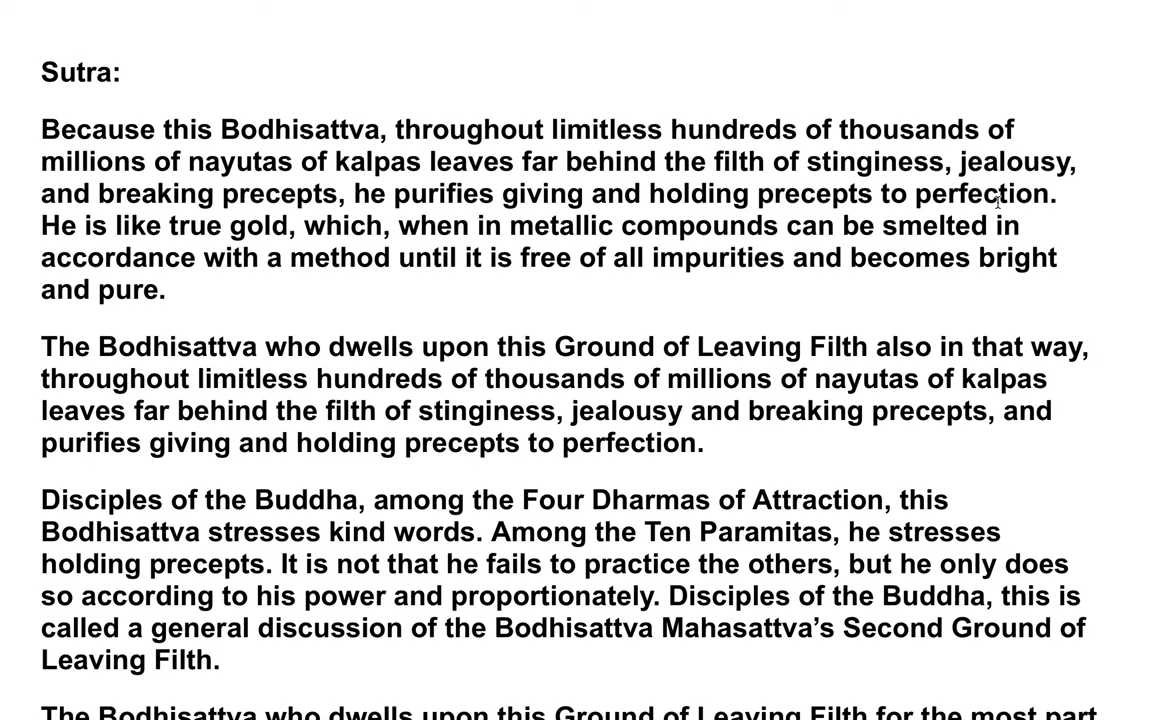 Sutra:
Because this Bodhisattva, throughout limitless hundreds of thousands of
millions of nayutas of kalpas leaves far behind the filth of stinginess, jealousy,
and breaking precepts, he purifies giving and holding precepts to perfection.
He is like true gold, which, when in metallic compounds can be smelted in
accordance with a method until it is free of all impurities and becomes bright
and pure.
The Bodhisattva who dwells upon this Ground of Leaving Filth also in that way,
throughout limitless hundreds of thousands of millions of nayutas of kalpas
leaves far behind the filth of stinginess, jealousy and breaking precepts, and
purifies giving and holding precepts to perfection.
Disciples of the Buddha, among the Four Dharmas of Attraction, this
Bodhisattva stresses kind words. Among the Ten Paramitas, he stresses
holding precepts. It is not that he fails to practice the others, but he only does
so according to his power and proportionately. Disciples of the Buddha, this is
called a general discussion of the Bodhisattva Mahasattva’s Second Ground of
Leaving Filth.
The Bodhisattva who dwells upon this Ground of Leaving Filth for the most part